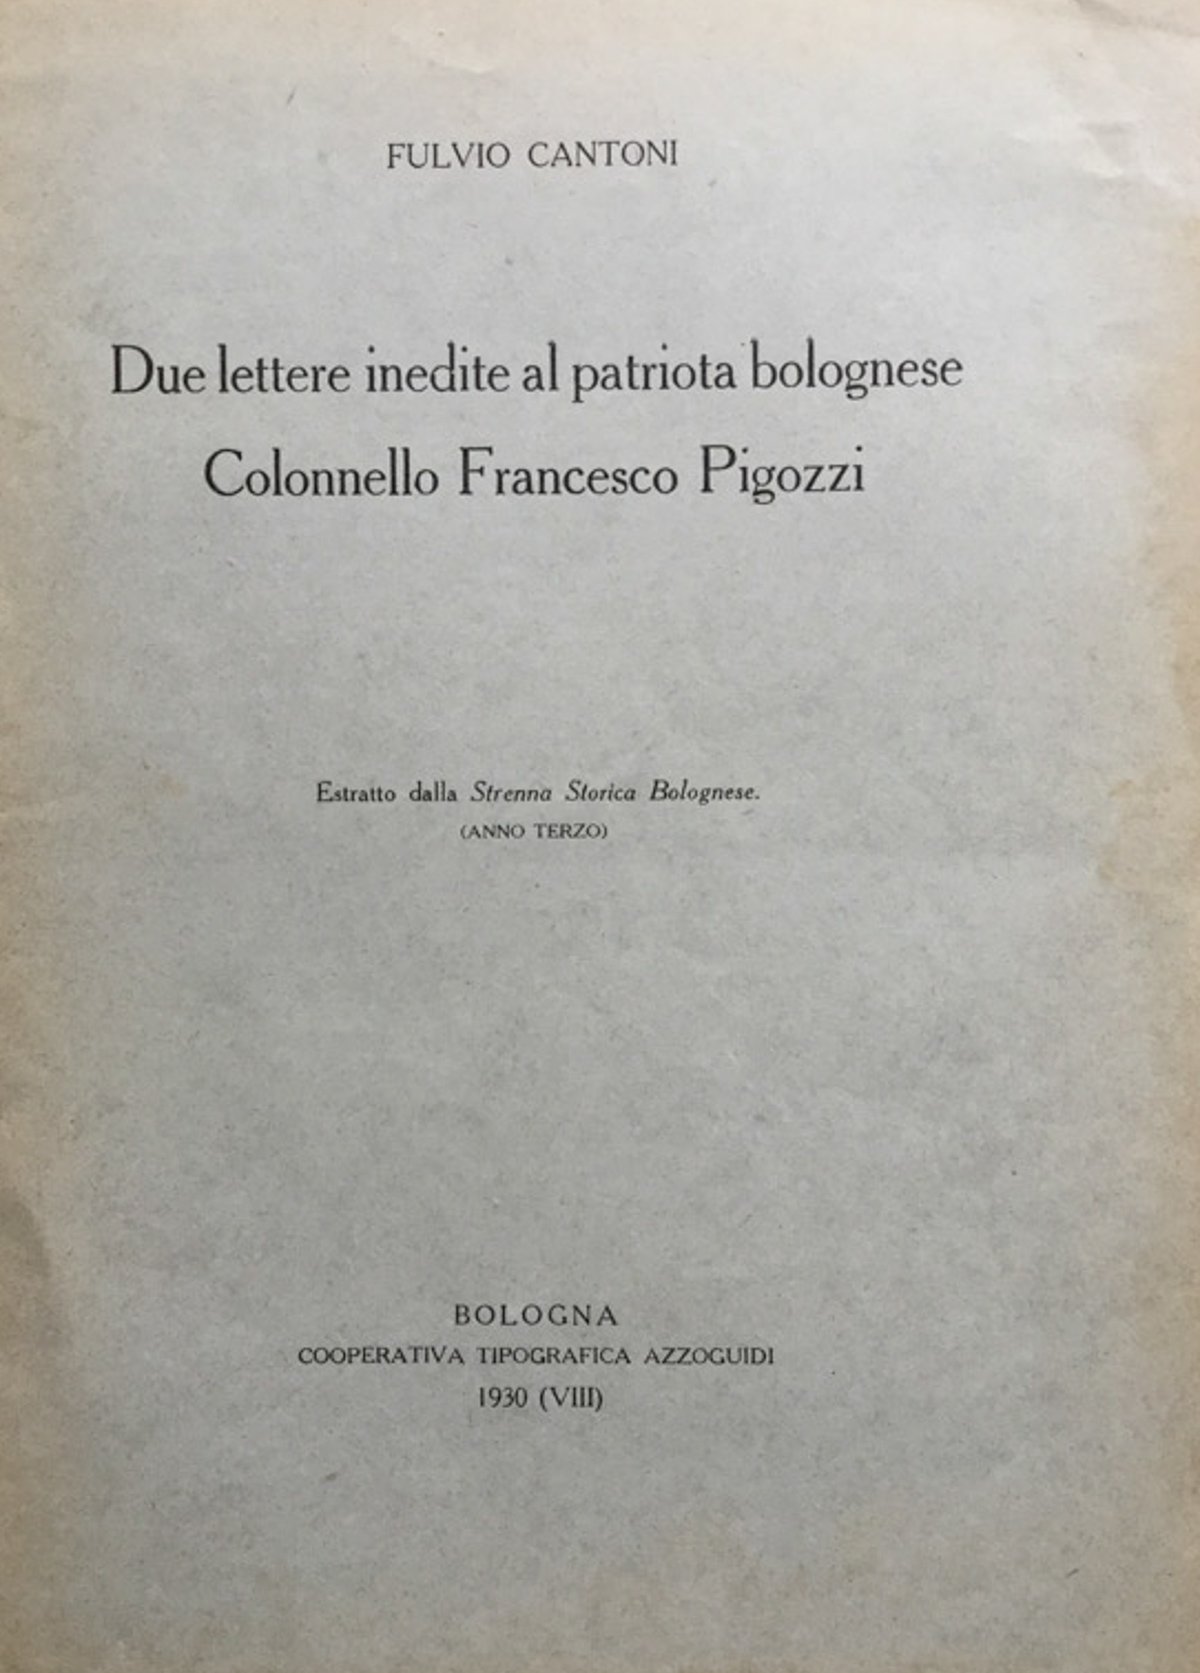 FULVIO CANTONI
Due lettere inedite al patriota bolognese
Colonnello Francesco Pigozzi
Estratto dalla Strenna Storica Bolognese.
(ANNO TERZO)
BOLOGNA
COOPERATIVA TIPOGRAFICA AZZOGUIDI
1930 (VIII)